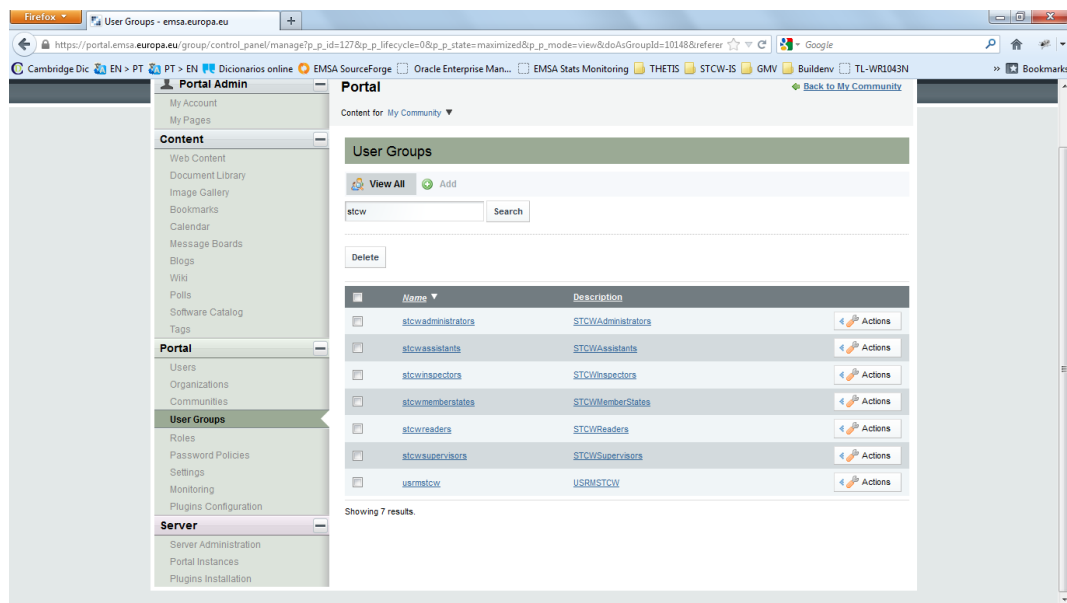 Firefox
User Groups - emsa.europa.eu
https://portal.emsa.europa.eu/group/control_panel/manage?p_p_id=127&p_p_lifecycle=0&p_p_state=maximized&p_p_mode=view&doAsGroupId=10148&referer
Google
Cambridge Dic EN > PT PT > EN Dicionarios online EMSA SourceForge Oracle Enterprise Man... EMSA Stats Monitoring THETIS STCW-IS GMV Buildenv TL-WR1043N » Bookmarks
Portal Admin
My Account
My Pages
Content
Web Content
Document Library
Image Gallery
Bookmarks
Calendar
Message Boards
Blogs
Wiki
Polls
Software Catalog
Tags
Portal
Users
Organizations
Communities
User Groups
Roles
Password Policies
Settings
Monitoring
Plugins Configuration
Server
Server Administration
Portal Instances
Plugins Installation
Portal
Back to My Community
Content for My Community ▼
User Groups
View All Add
stcw Search
Delete
Name ▼ Description
stcwadministrators STCWAdministrators Actions
stcwassistants STCWAssistants Actions
stcwinspectors STCWInspectors Actions
stcwmemberstates STCWMemberStates Actions
stcwreaders STCWReaders Actions
stcwsupervisors STCWSupervisors Actions
usrmstcw USRMSTCW Actions
Showing 7 results.